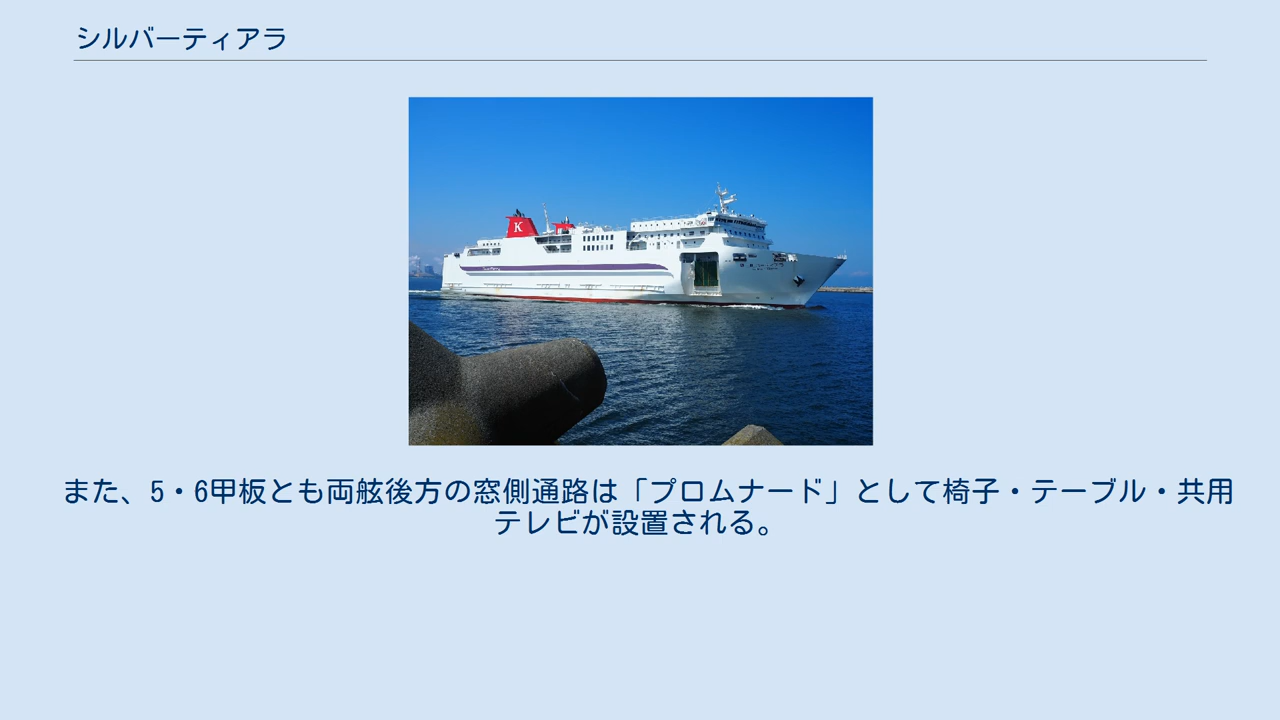 シルバーティアラ
K
また、5・6甲板とも両舷後方の窓側通路は「プロムナード」として椅子・テーブル・共用
テレビが設置される。